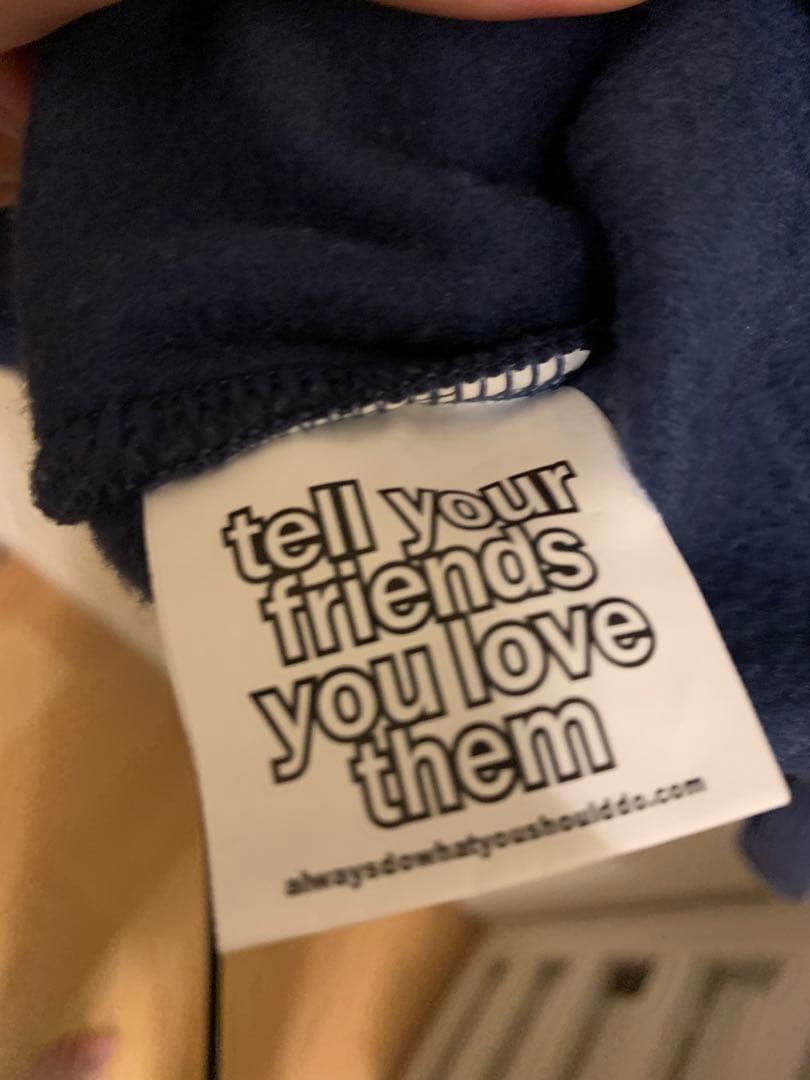 tell your
friends
you love
them
alwaysdowhatyoushoulddo.com